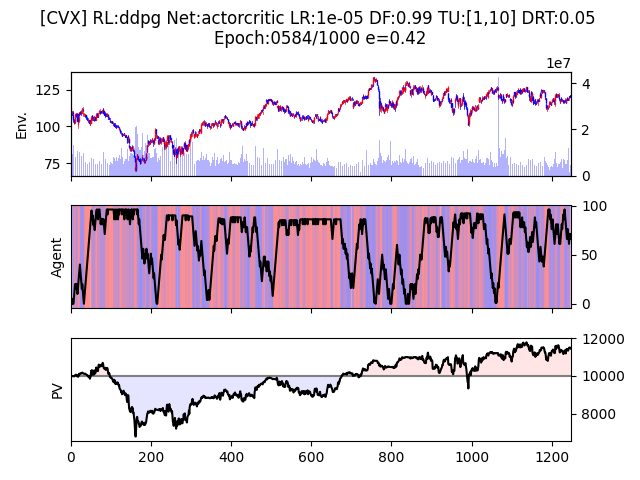 [CVX] RL:ddpg Net:actorcritic LR:1e-05 DF:0.99 TU:[1,10] DRT:0.05
Epoch:0584/1000 e=0.42
1e7
125
100
75
Env.
4
2
0
Agent
100
50
0
PV
12000
10000
8000
0 200 400 600 800 1000 1200